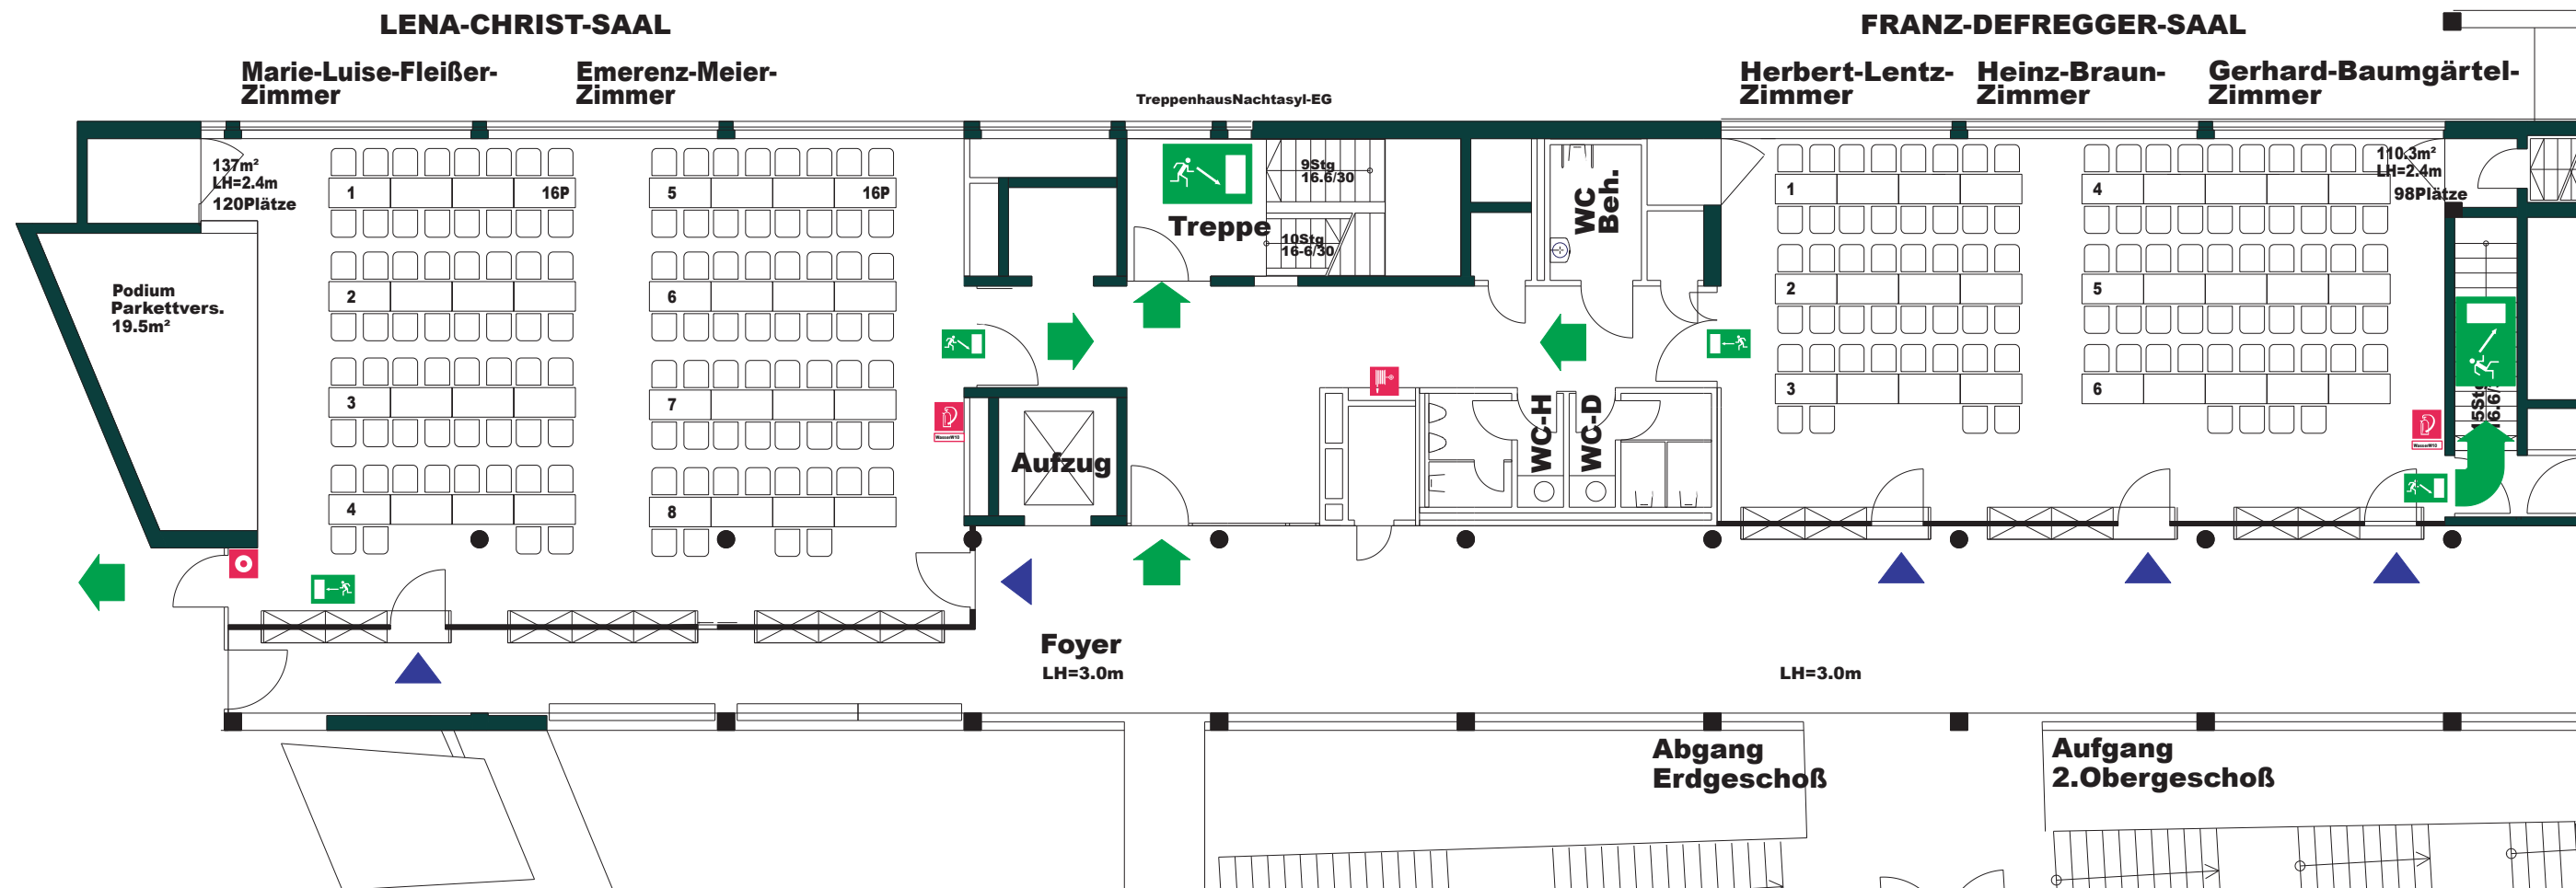 LENA-CHRIST-SAAL
FRANZ-DEFREGGER-SAAL
Marie-Luise-Fleißer-
Zimmer
Emerenz-Meier-
Zimmer
TreppenhausNachtasyl-EG
Herbert-Lentz-
Zimmer
Heinz-Braun-
Zimmer
Gerhard-Baumgärtel-
Zimmer
137m²
LH=2.4m
120Plätze
1
16P
5
16P
2
6
3
7
4
8
Podium
Parkettvers.
19.5m²
Treppe
9Stg
16.6/30
10Stg
16-6/30
WC
Beh.
1
4
2
5
3
6
110.3m²
LH=2.4m
98Plätze
15Stg
WasserW10
Aufzug
WC-H
WC-D
WasserW10
Foyer
LH=3.0m
LH=3.0m
Abgang
Erdgeschoß
Aufgang
2.Obergeschoß